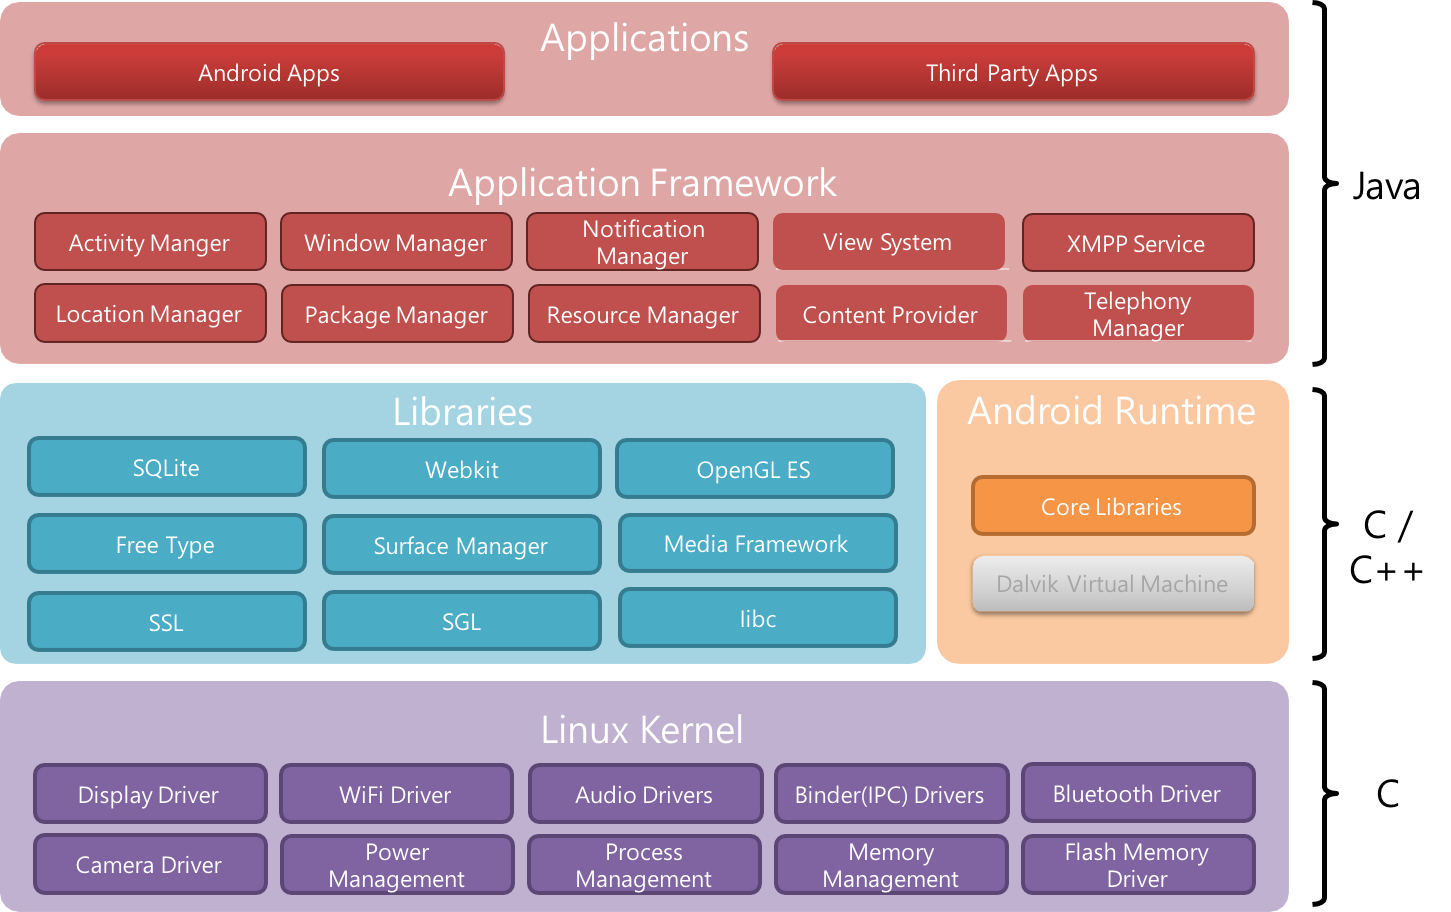 Applications
Android Apps
Third Party Apps
Application Framework
Activity Manger
Window Manager
Notification
Manager
View System
XMPP Service
Location Manager
Package Manager
Resource Manager
Content Provider
Telephony
Manager
Java
Libraries
SQLite
Webkit
OpenGL ES
Free Type
Surface Manager
Media Framework
SSL
SGL
libc
Android Runtime
Core Libraries
Dalvik Virtual Machine
C /
C++
Linux Kernel
Display Driver
WiFi Driver
Audio Drivers
Binder(IPC) Drivers
Bluetooth Driver
Camera Driver
Power
Management
Process
Management
Memory
Management
Flash Memory
Driver
C